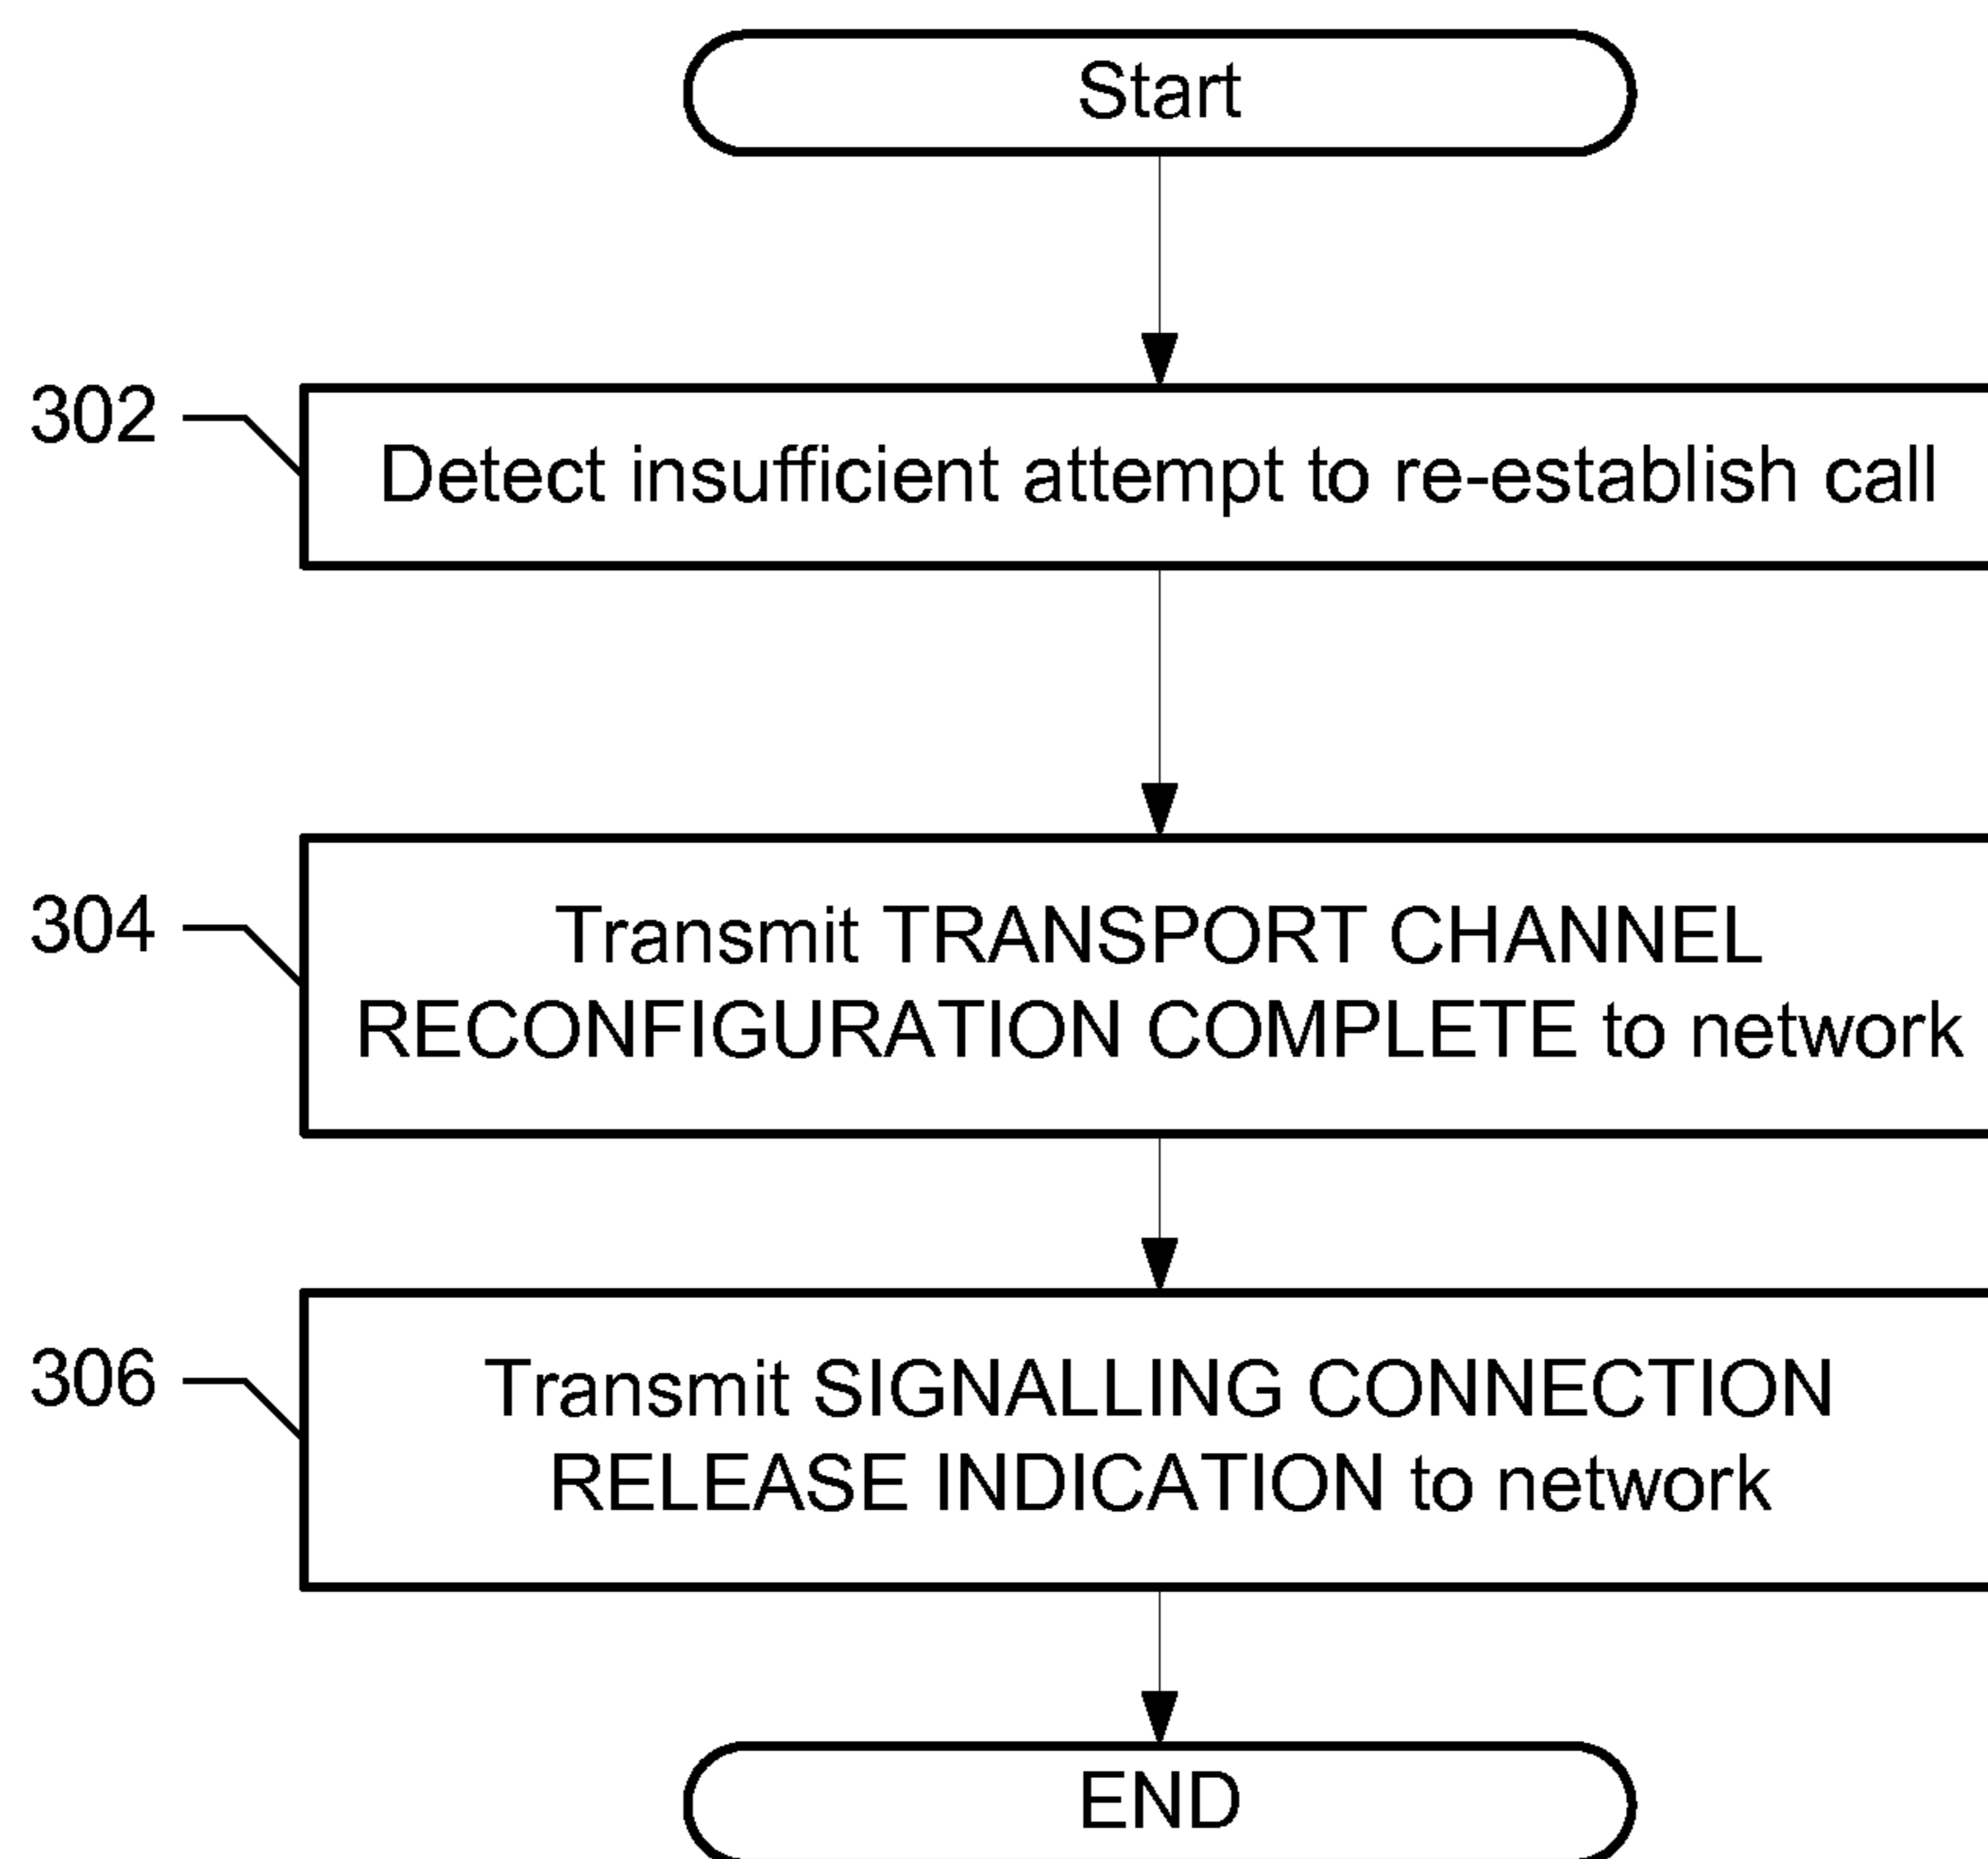 Start
302
Detect insufficient attempt to re-establish call
304
Transmit TRANSPORT CHANNEL
RECONFIGURATION COMPLETE to network
306
Transmit SIGNALLING CONNECTION
RELEASE INDICATION to network
END